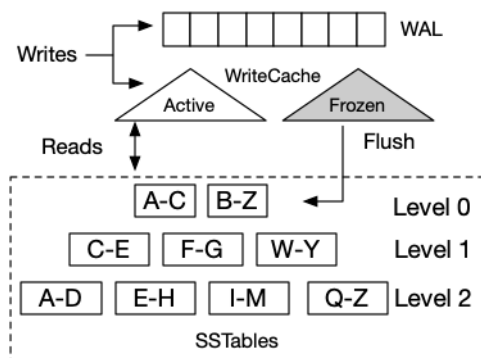 WAL
Writes
WriteCache
Active
Frozen
Reads
Flush
A-C B-Z
Level 0
C-E F-G W-Y
Level 1
A-D E-H I-M Q-Z
Level 2
SSTables